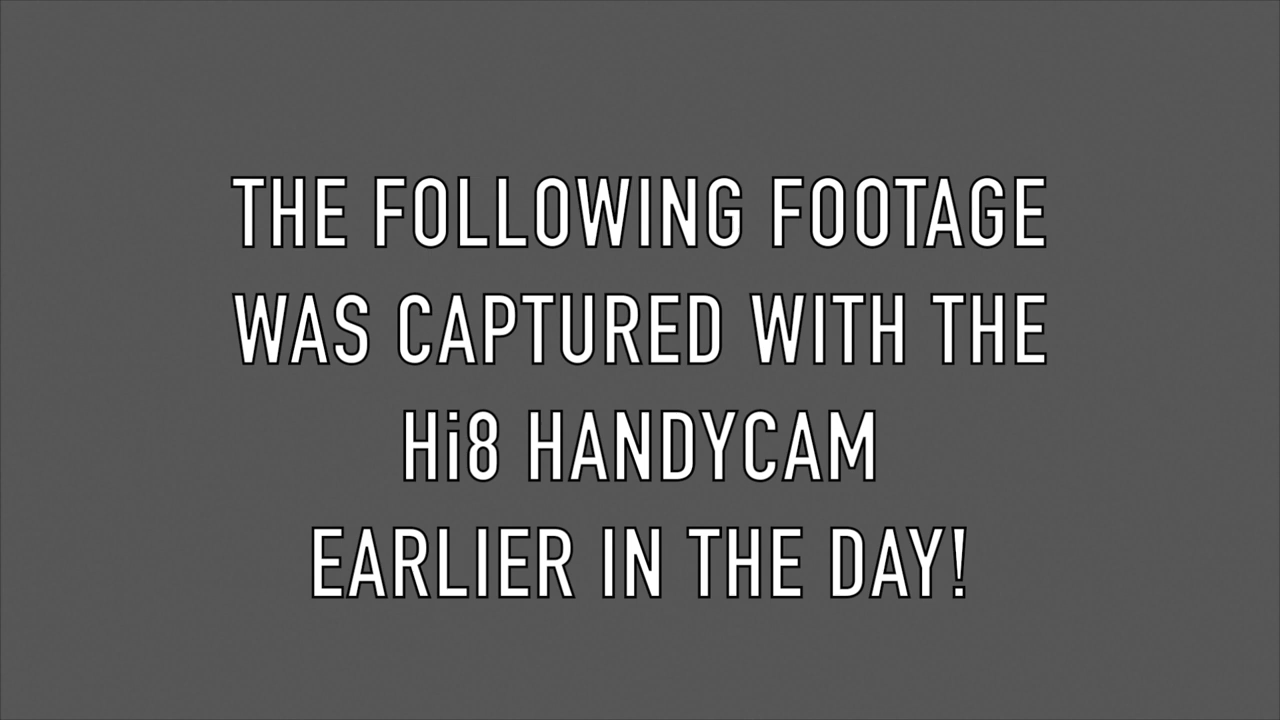 THE FOLLOWING FOOTAGE
WAS CAPTURED WITH THE
Hi8 HANDYCAM
EARLIER IN THE DAY!